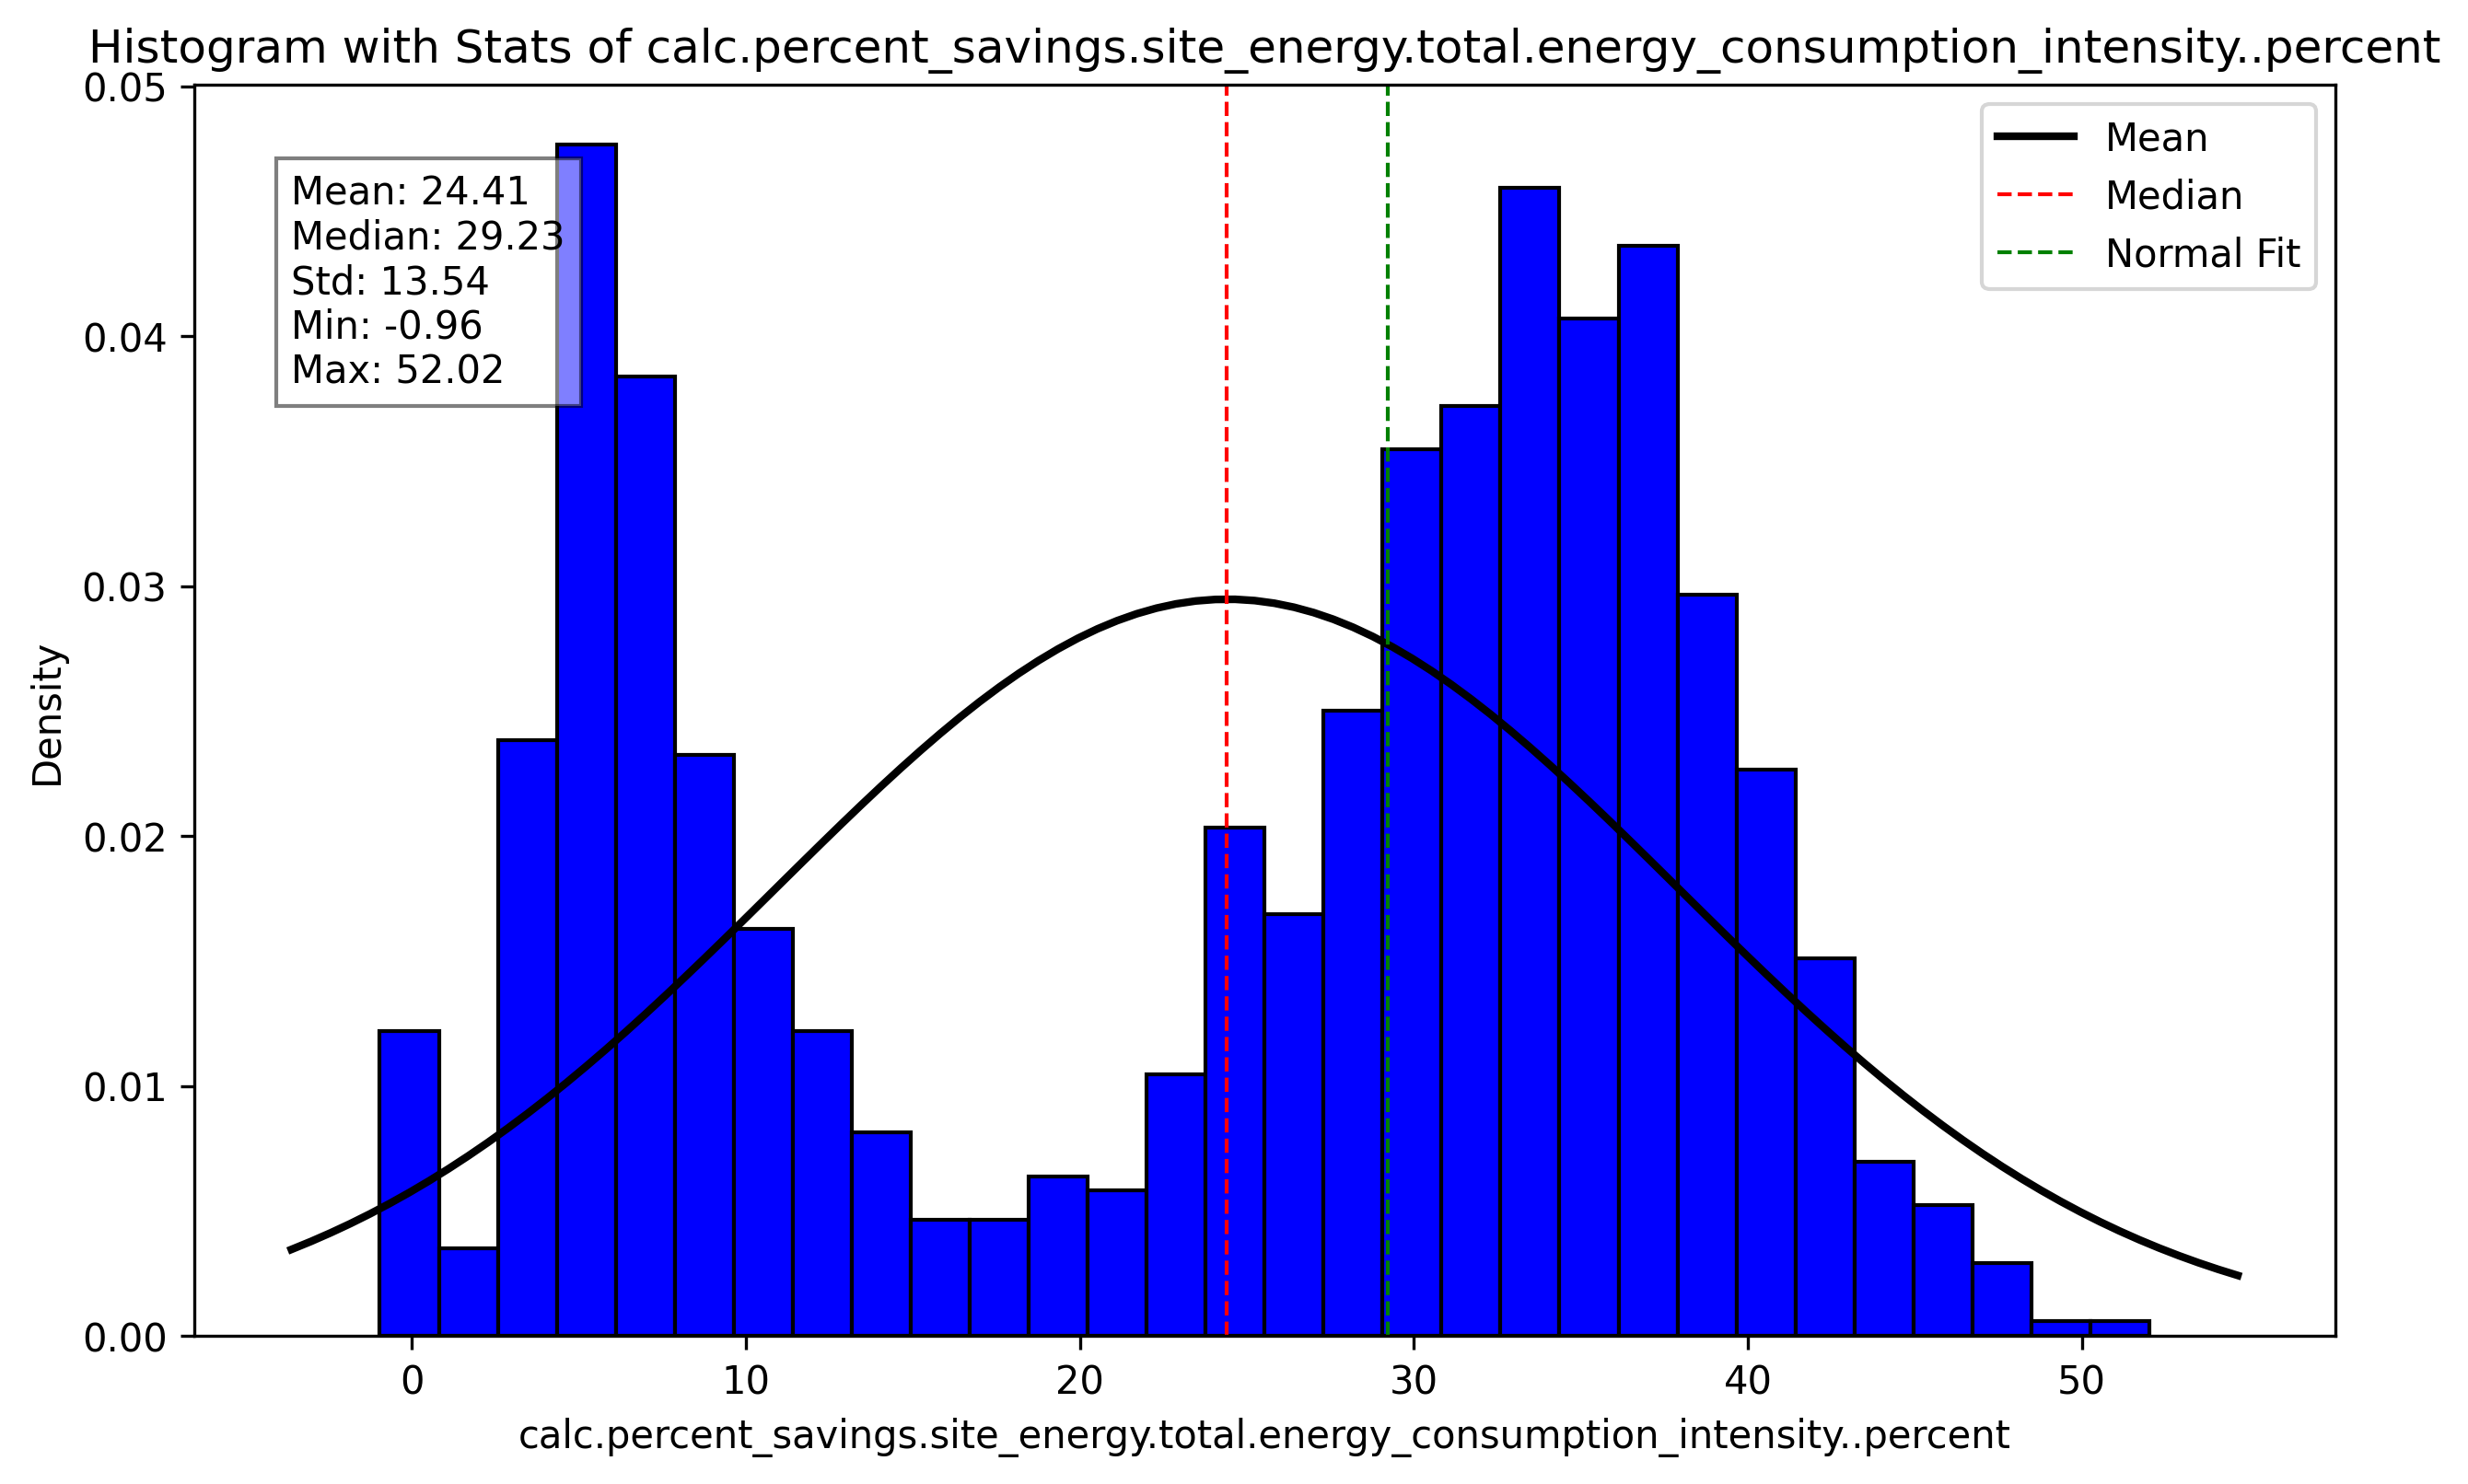 Histogram with Stats of calc.percent_savings.site_energy.total.energy_consumption_intensity..percent
Mean: 24.41
Median: 29.23
Std: 13.54
Min: -0.96
Max: 52.02
Mean
Median
Normal Fit
Density
0.05
0.04
0.03
0.02
0.01
0.00
0 10 20 30 40 50
calc.percent_savings.site_energy.total.energy_consumption_intensity..percent